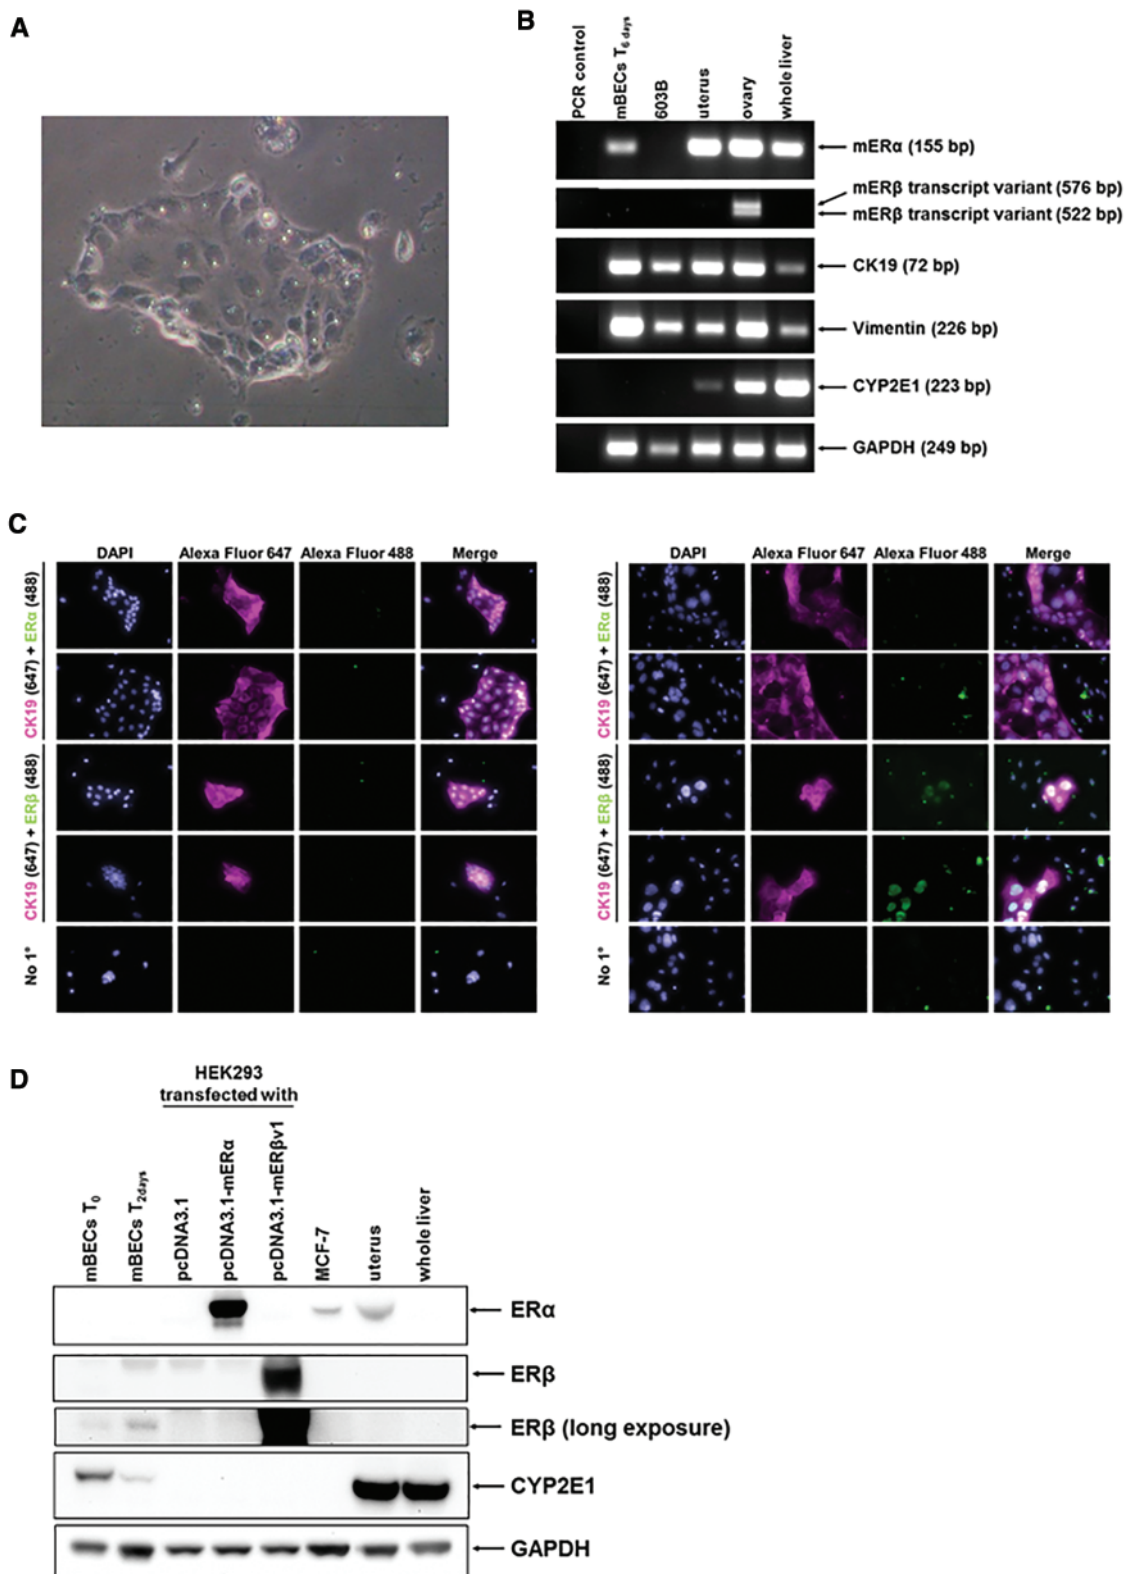 A
B
PCR control
mBECs T6 days
603B
uterus
ovary
whole liver
mERα (155 bp)
mERβ transcript variant (576 bp)
mERβ transcript variant (522 bp)
CK19 (72 bp)
Vimentin (226 bp)
CYP2E1 (223 bp)
GAPDH (249 bp)
C
DAPI Alexa Fluor 647 Alexa Fluor 488 Merge
CK19 (647) + ERα (488)
CK19 (647) + ERβ (488)
No 1°
DAPI Alexa Fluor 647 Alexa Fluor 488 Merge
CK19 (647) + ERα (488)
CK19 (647) + ERβ (488)
No 1°
D
HEK293
transfected with
mBECs T0
mBECs T2days
pcDNA3.1
pcDNA3.1-mERα
pcDNA3.1-mERβv1
MCF-7
uterus
whole liver
ERα
ERβ
ERβ (long exposure)
CYP2E1
GAPDH